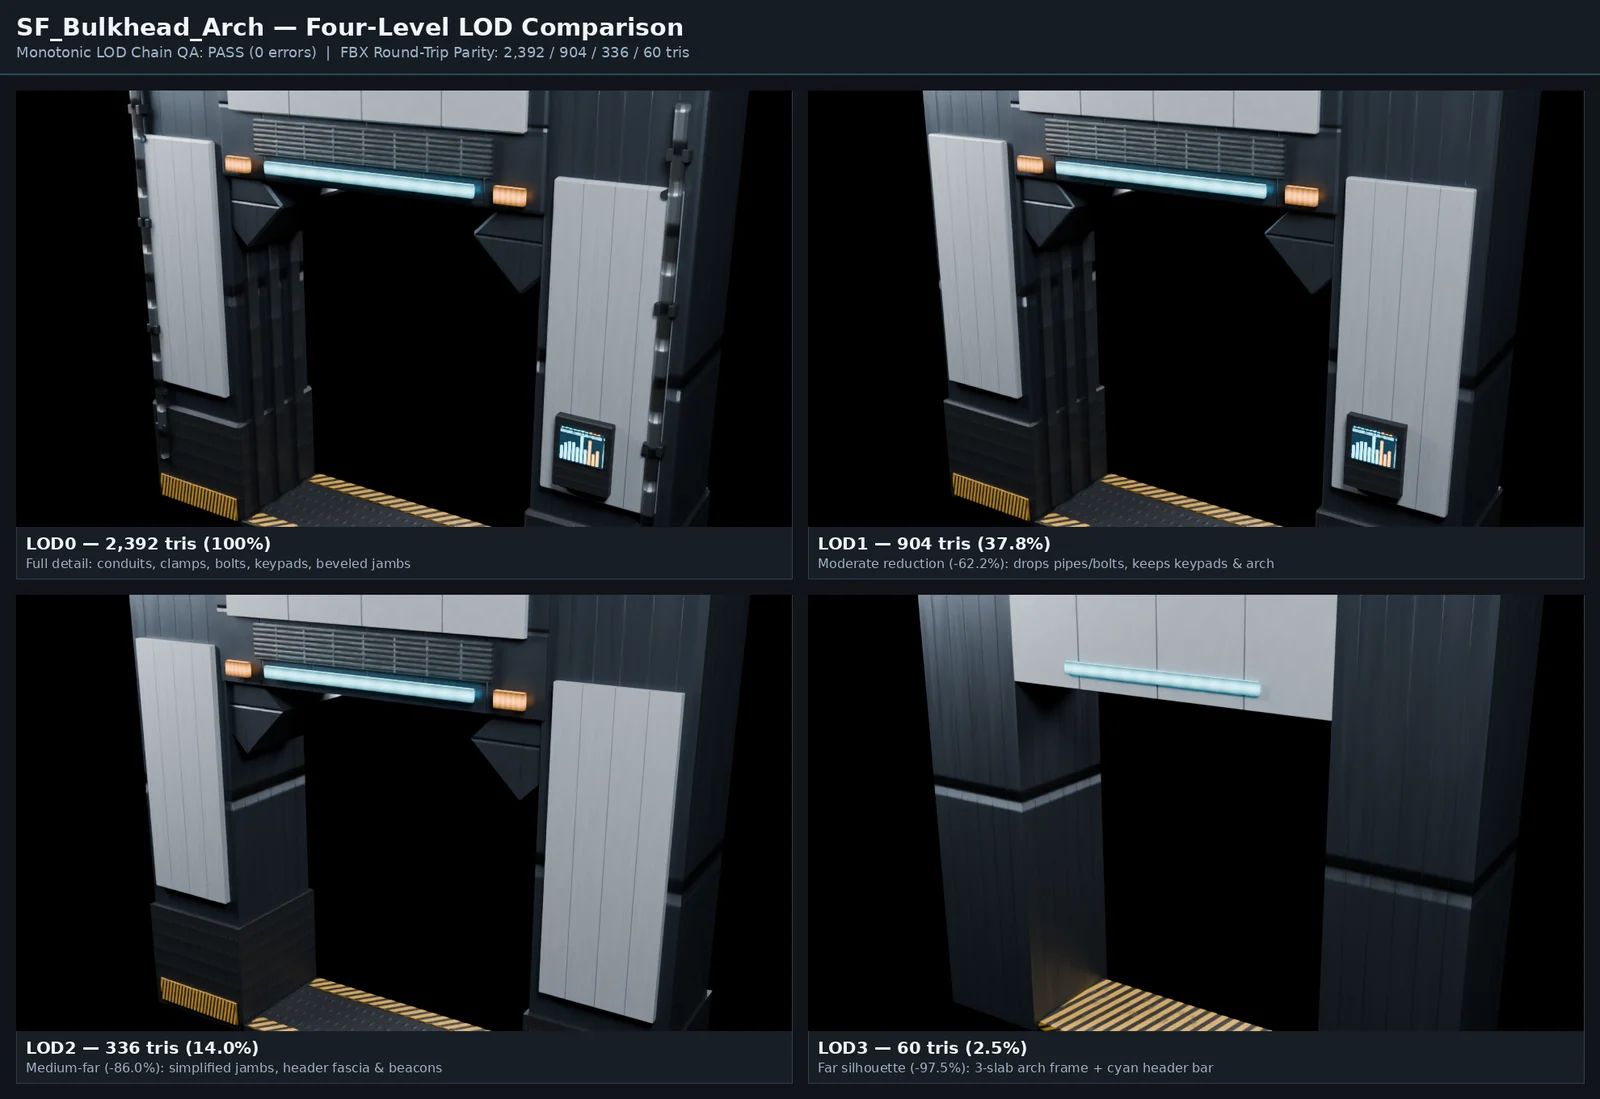 SF_Bulkhead_Arch — Four-Level LOD Comparison
Monotonic LOD Chain QA: PASS (0 errors) | FBX Round-Trip Parity: 2,392 / 904 / 336 / 60 tris
LOD0 — 2,392 tris (100%)
Full detail: conduits, clamps, bolts, keypads, beveled jambs
LOD1 — 904 tris (37.8%)
Moderate reduction (-62.2%): drops pipes/bolts, keeps keypads & arch
LOD2 — 336 tris (14.0%)
Medium-far (-86.0%): simplified jambs, header fascia & beacons
LOD3 — 60 tris (2.5%)
Far silhouette (-97.5%): 3-slab arch frame + cyan header bar